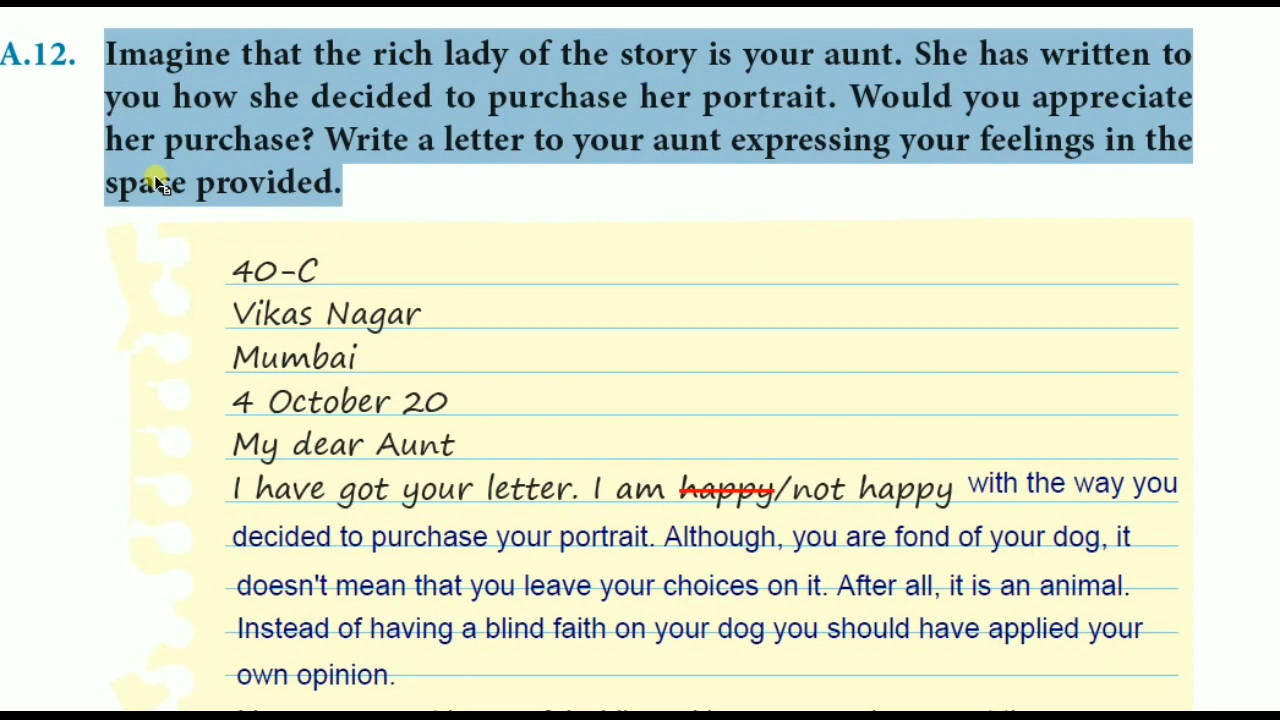 A.12. Imagine that the rich lady of the story is your aunt. She has written to
you how she decided to purchase her portrait. Would you appreciate
her purchase? Write a letter to your aunt expressing your feelings in the
space provided.
40-C
Vikas Nagar
Mumbai
4 October 20
My dear Aunt
I have got your letter. I am happy/not happy with the way you
decided to purchase your portrait. Although, you are fond of your dog, it
doesn't mean that you leave your choices on it. After all, it is an animal.
Instead of having a blind faith on your dog you should have applied your
own opinion.